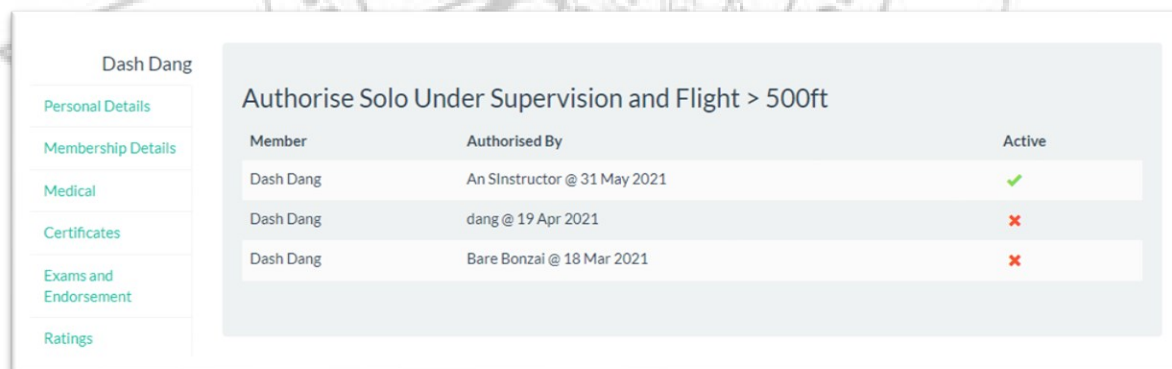 Dash Dang
Personal Details
Membership Details
Medical
Certificates
Exams and
Endorsement
Ratings
Authorise Solo Under Supervision and Flight > 500ft
Member Authorised By Active
Dash Dang An SInstructor @ 31 May 2021
Dash Dang dang @ 19 Apr 2021
Dash Dang Bare Bonzai @ 18 Mar 2021